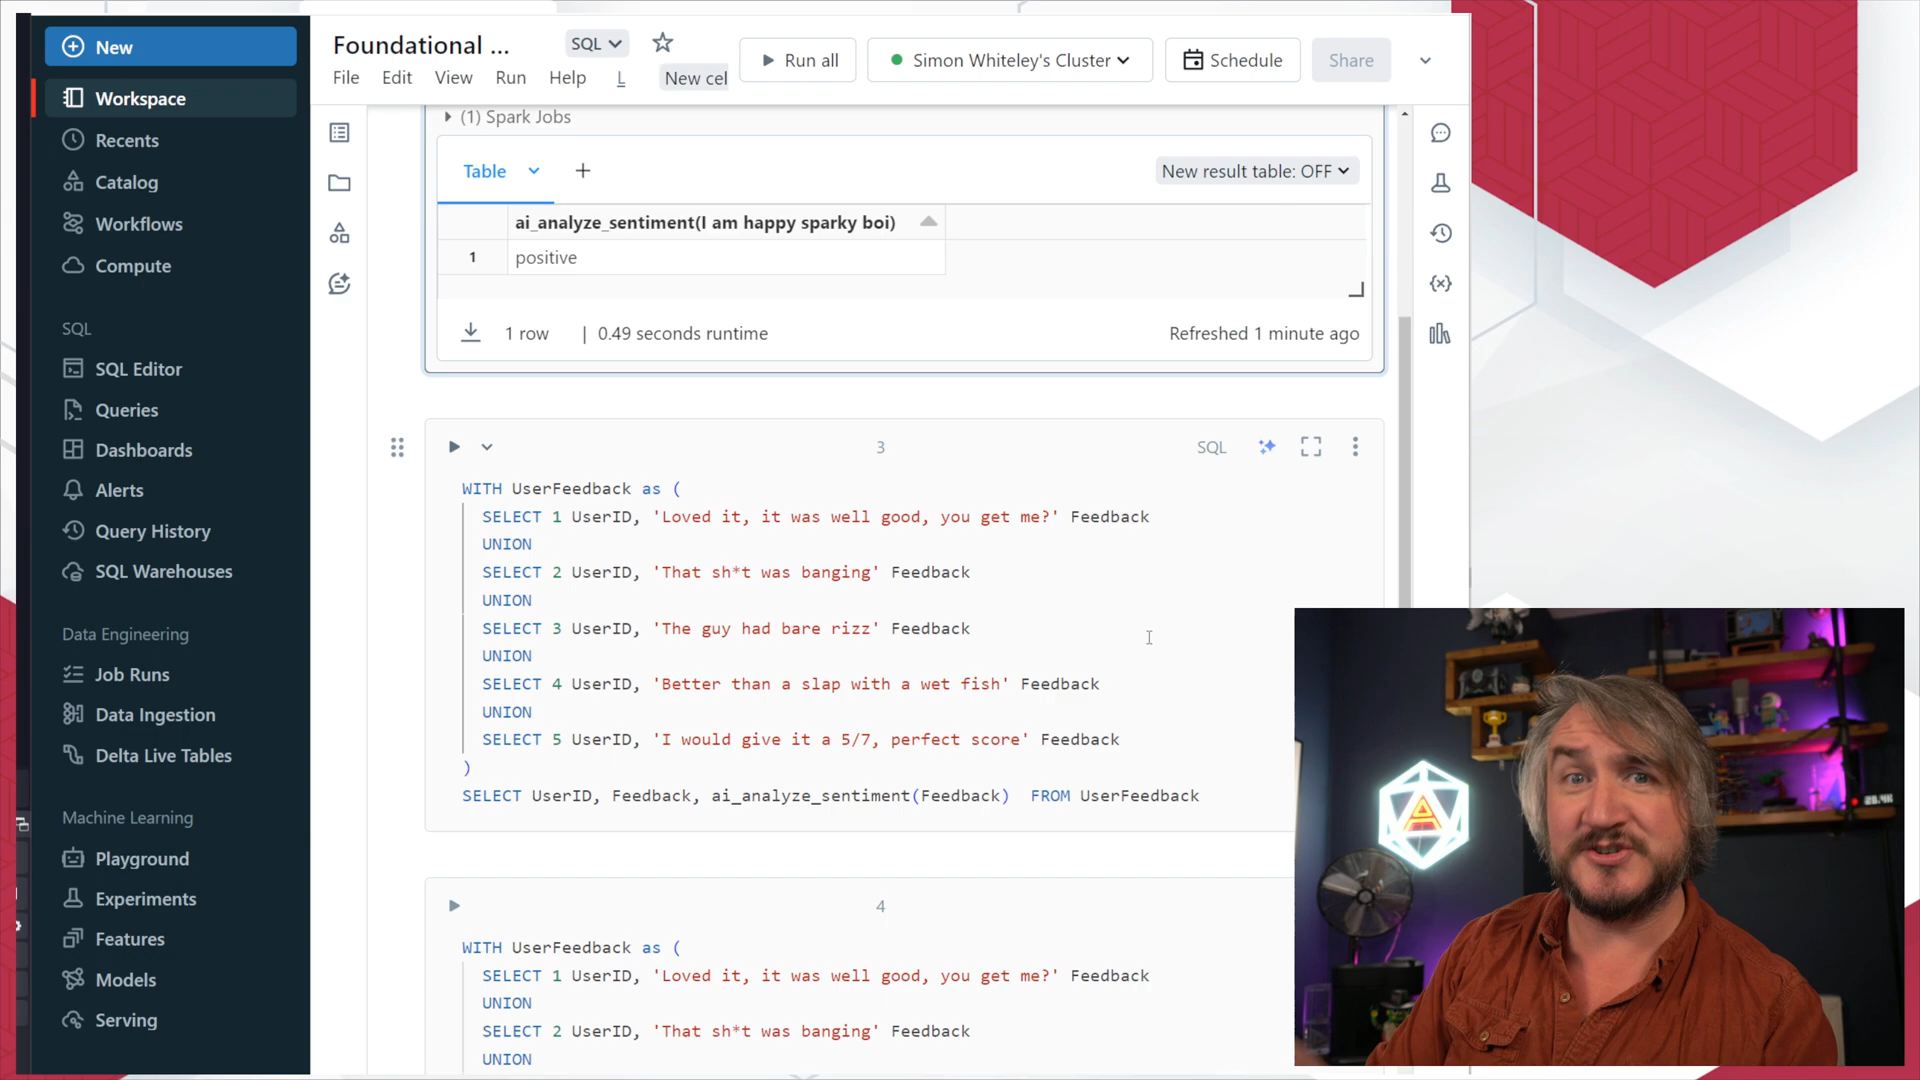 New
Workspace
Recents
Catalog
Workflows
Compute
SQL
SQL Editor
Queries
Dashboards
Alerts
Query History
SQL Warehouses
Data Engineering
Job Runs
Data Ingestion
Delta Live Tables
Machine Learning
Playground
Experiments
Features
Models
Serving
Foundational ...
SQL
File Edit View Run Help L New cel
Run all
Simon Whiteley's Cluster
Schedule
Share
(1) Spark Jobs
Table +
New result table: OFF
ai_analyze_sentiment(I am happy sparky boi)
1 positive
1 row | 0.49 seconds runtime
Refreshed 1 minute ago
3
SQL
WITH UserFeedback as (
SELECT 1 UserID, 'Loved it, it was well good, you get me?' Feedback
UNION
SELECT 2 UserID, 'That sh*t was banging' Feedback
UNION
SELECT 3 UserID, 'The guy had bare rizz' Feedback
UNION
SELECT 4 UserID, 'Better than a slap with a wet fish' Feedback
UNION
SELECT 5 UserID, 'I would give it a 5/7, perfect score' Feedback
)
SELECT UserID, Feedback, ai_analyze_sentiment(Feedback) FROM UserFeedback
4
WITH UserFeedback as (
SELECT 1 UserID, 'Loved it, it was well good, you get me?' Feedback
UNION
SELECT 2 UserID, 'That sh*t was banging' Feedback
UNION